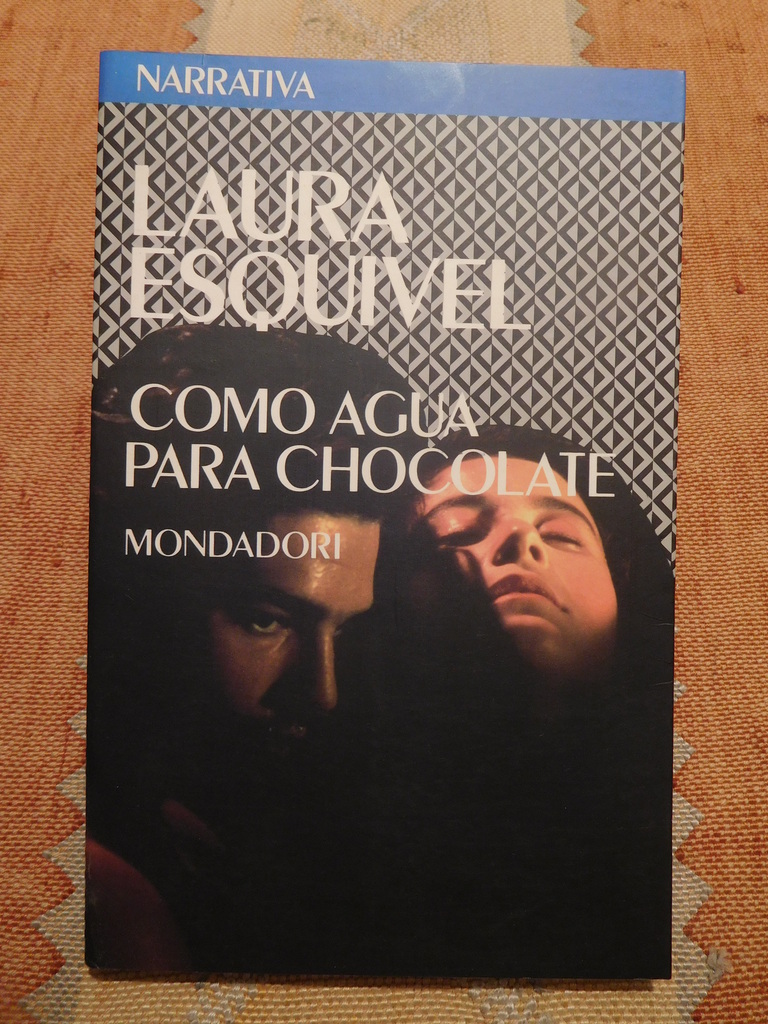 NARRATIVA
LAURA
ESQUIVEL
COMO AGUA
PARA CHOCOLATE
MONDADORI